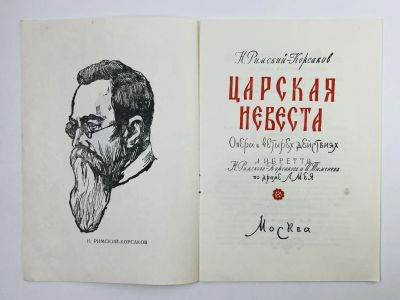 Н. РИМСКИЙ-КОРСАКОВ
Н. Римский-Корсаков
ЦАРСКАЯ
НЕВЕСТА
Опера в четырех действиях
ЛИБРЕТТО
Н. Римского-Корсакова и И. Тюменева
по драме Л. МЕЯ
Москва